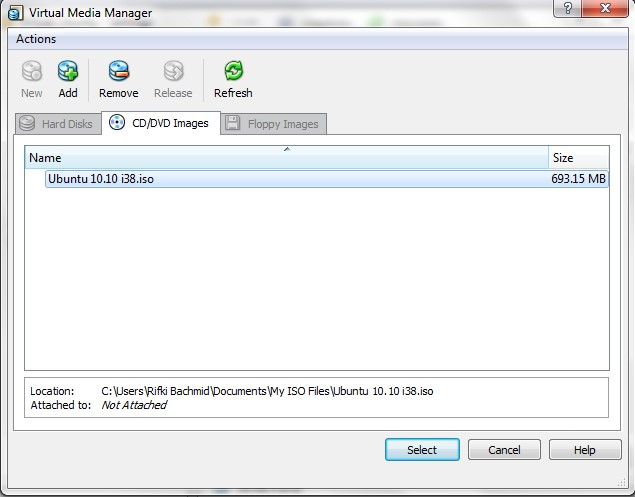 Virtual Media Manager
?
Actions
New Add Remove Release Refresh
Hard Disks CD/DVD Images Floppy Images
Name Size
Ubuntu 10.10 i38.iso 693.15 MB
Location: C:\Users\Rifki Bachmid\Documents\My ISO Files\Ubuntu 10.10 i38.iso
Attached to: Not Attached
Select Cancel Help